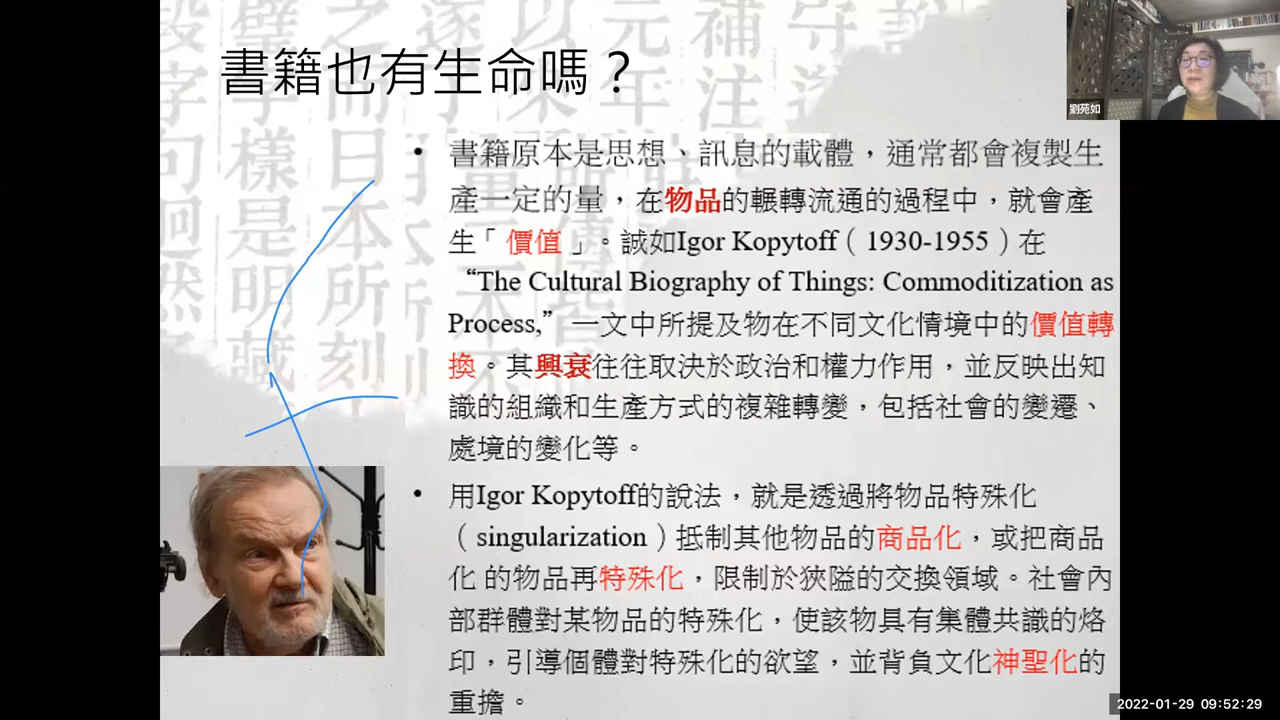 書籍也有生命嗎？
劉苑如
• 書籍原本是思想、訊息的載體，通常都會複製生
產一定的量，在物品的輾轉流通的過程中，就會產
生「價值」。誠如Igor Kopytoff（1930-1955）在
“The Cultural Biography of Things: Commoditization as
Process,” 一文中所提及物在不同文化情境中的價值轉
換。其興衰往往取決於政治和權力作用，並反映出知
識的組織和生產方式的複雜轉變，包括社會的變遷、
處境的變化等。
• 用Igor Kopytoff的說法，就是透過將物品特殊化
（singularization）抵制其他物品的商品化，或把商品
化 的物品再特殊化，限制於狹隘的交換領域。社會內
部群體對某物品的特殊化，使該物具有集體共識的烙
印，引導個體對特殊化的欲望，並背負文化神聖化的
重擔。
2022-01-29 09:52:29